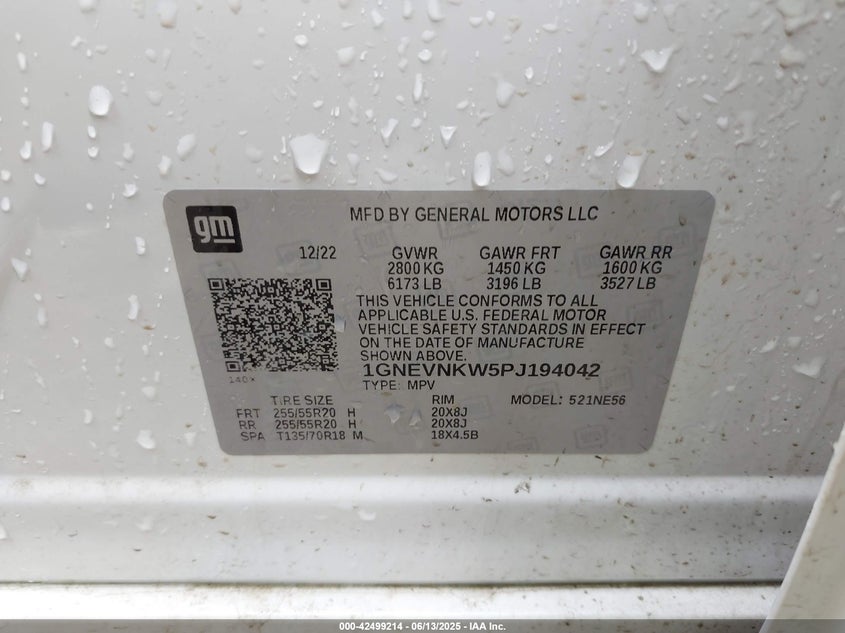 gm
MFD BY GENERAL MOTORS LLC
12/22 GVWR GAWR FRT GAWR RR
2800 KG 1450 KG 1600 KG
6173 LB 3196 LB 3527 LB
THIS VEHICLE CONFORMS TO ALL
APPLICABLE U.S. FEDERAL MOTOR
VEHICLE SAFETY STANDARDS IN EFFECT
ON THE DATE OF MANUFACTURE
SHOWN ABOVE.
1GNEVNKW5PJ194042
140X
TYPE: MPV
TIRE SIZE RIM MODEL: 521NE56
FRT 255/55R20 H 20X8J
RR 255/55R20 H 20X8J
SPA T135/70R18 M 18X4.5B
000-42499214 - 06/13/2025 - IAA Inc.